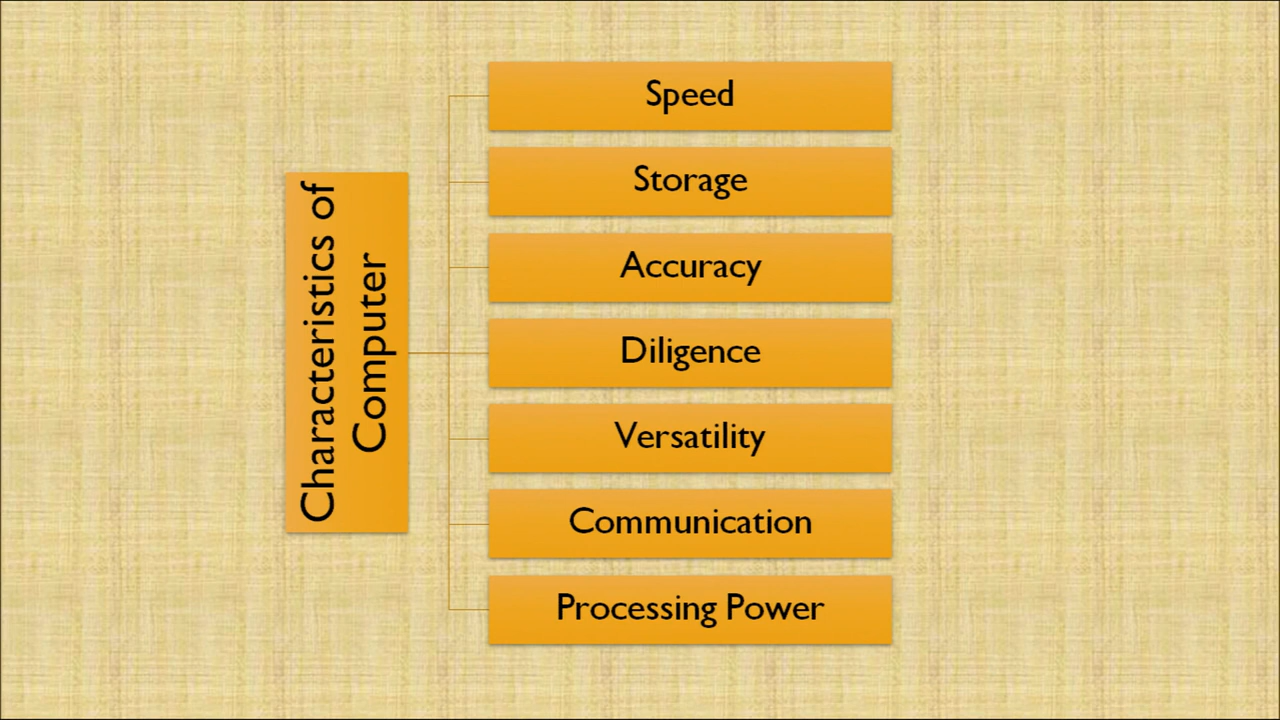 Characteristics of
Computer
Speed
Storage
Accuracy
Diligence
Versatility
Communication
Processing Power